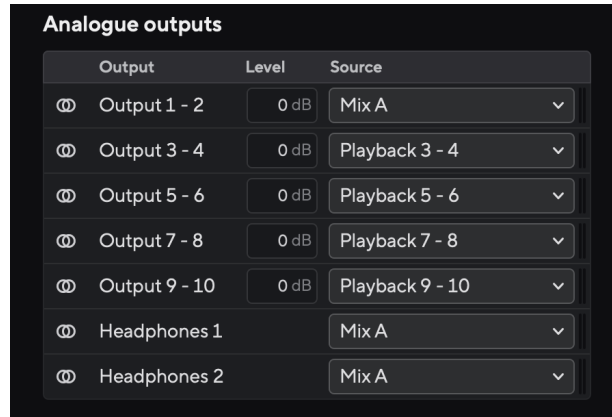 Analogue outputs
Output Level Source
Output 1 - 2 0 dB Mix A
Output 3 - 4 0 dB Playback 3 - 4
Output 5 - 6 0 dB Playback 5 - 6
Output 7 - 8 0 dB Playback 7 - 8
Output 9 - 10 0 dB Playback 9 - 10
Headphones 1 Mix A
Headphones 2 Mix A